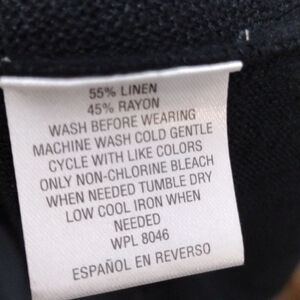 55% LINEN
45% RAYON
WASH BEFORE WEARING
MACHINE WASH COLD GENTLE
CYCLE WITH LIKE COLORS
ONLY NON-CHLORINE BLEACH
WHEN NEEDED TUMBLE DRY
LOW COOL IRON WHEN
NEEDED
WPL 8046
ESPAÑOL EN REVERSO